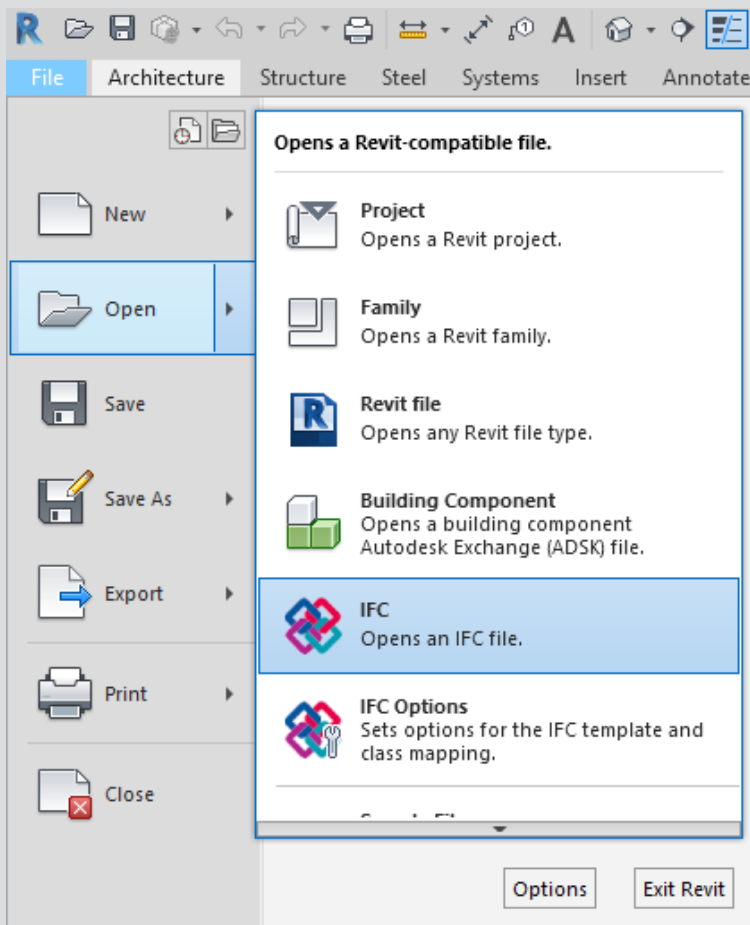 File Architecture Structure Steel Systems Insert Annotate
Opens a Revit-compatible file.
New
Open
Save
Save As
Export
Print
Close
Project
Opens a Revit project.
Family
Opens a Revit family.
Revit file
Opens any Revit file type.
Building Component
Opens a building component
Autodesk Exchange (ADSK) file.
IFC
Opens an IFC file.
IFC Options
Sets options for the IFC template and
class mapping.
Options Exit Revit